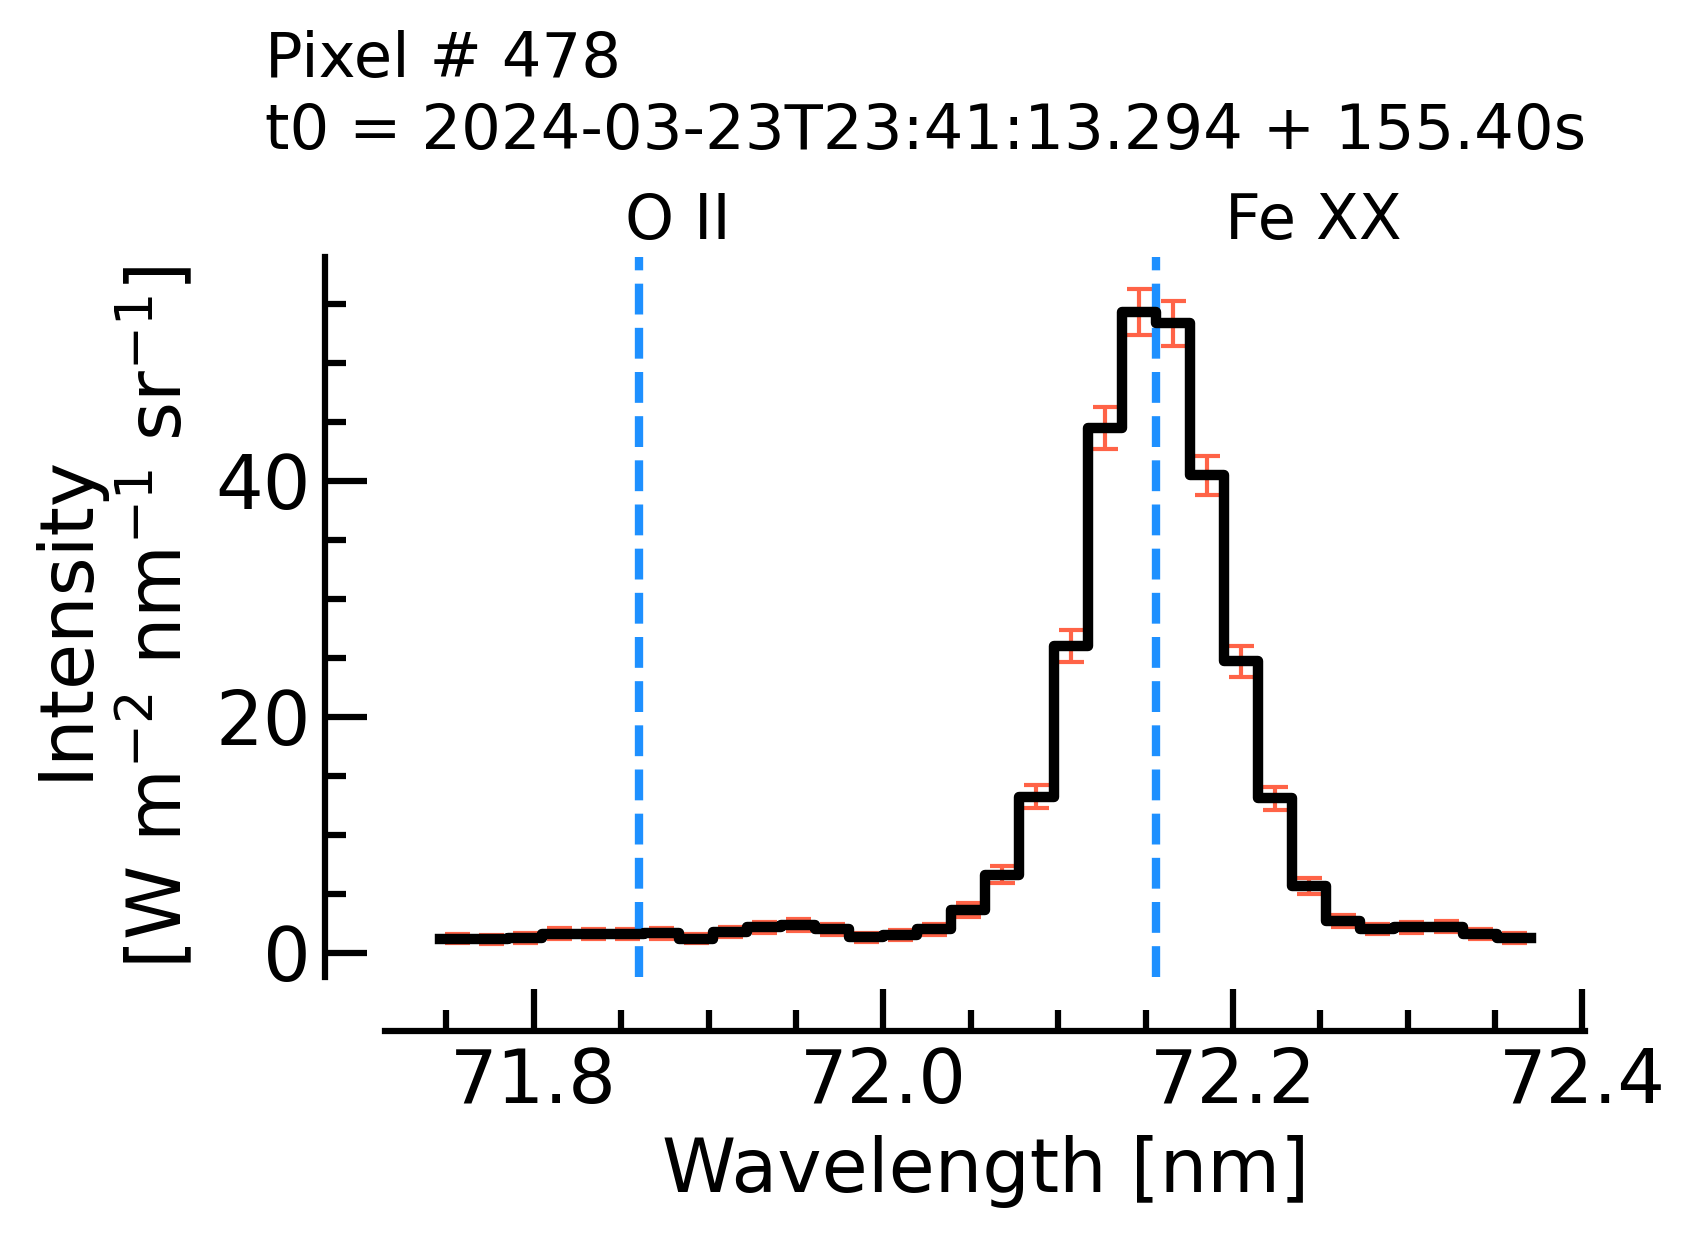 Pixel # 478
t0 = 2024-03-23T23:41:13.294 + 155.40s
O II Fe XX
Intensity
[W m⁻² nm⁻¹ sr⁻¹]
40
20
0
71.8 72.0 72.2 72.4
Wavelength [nm]